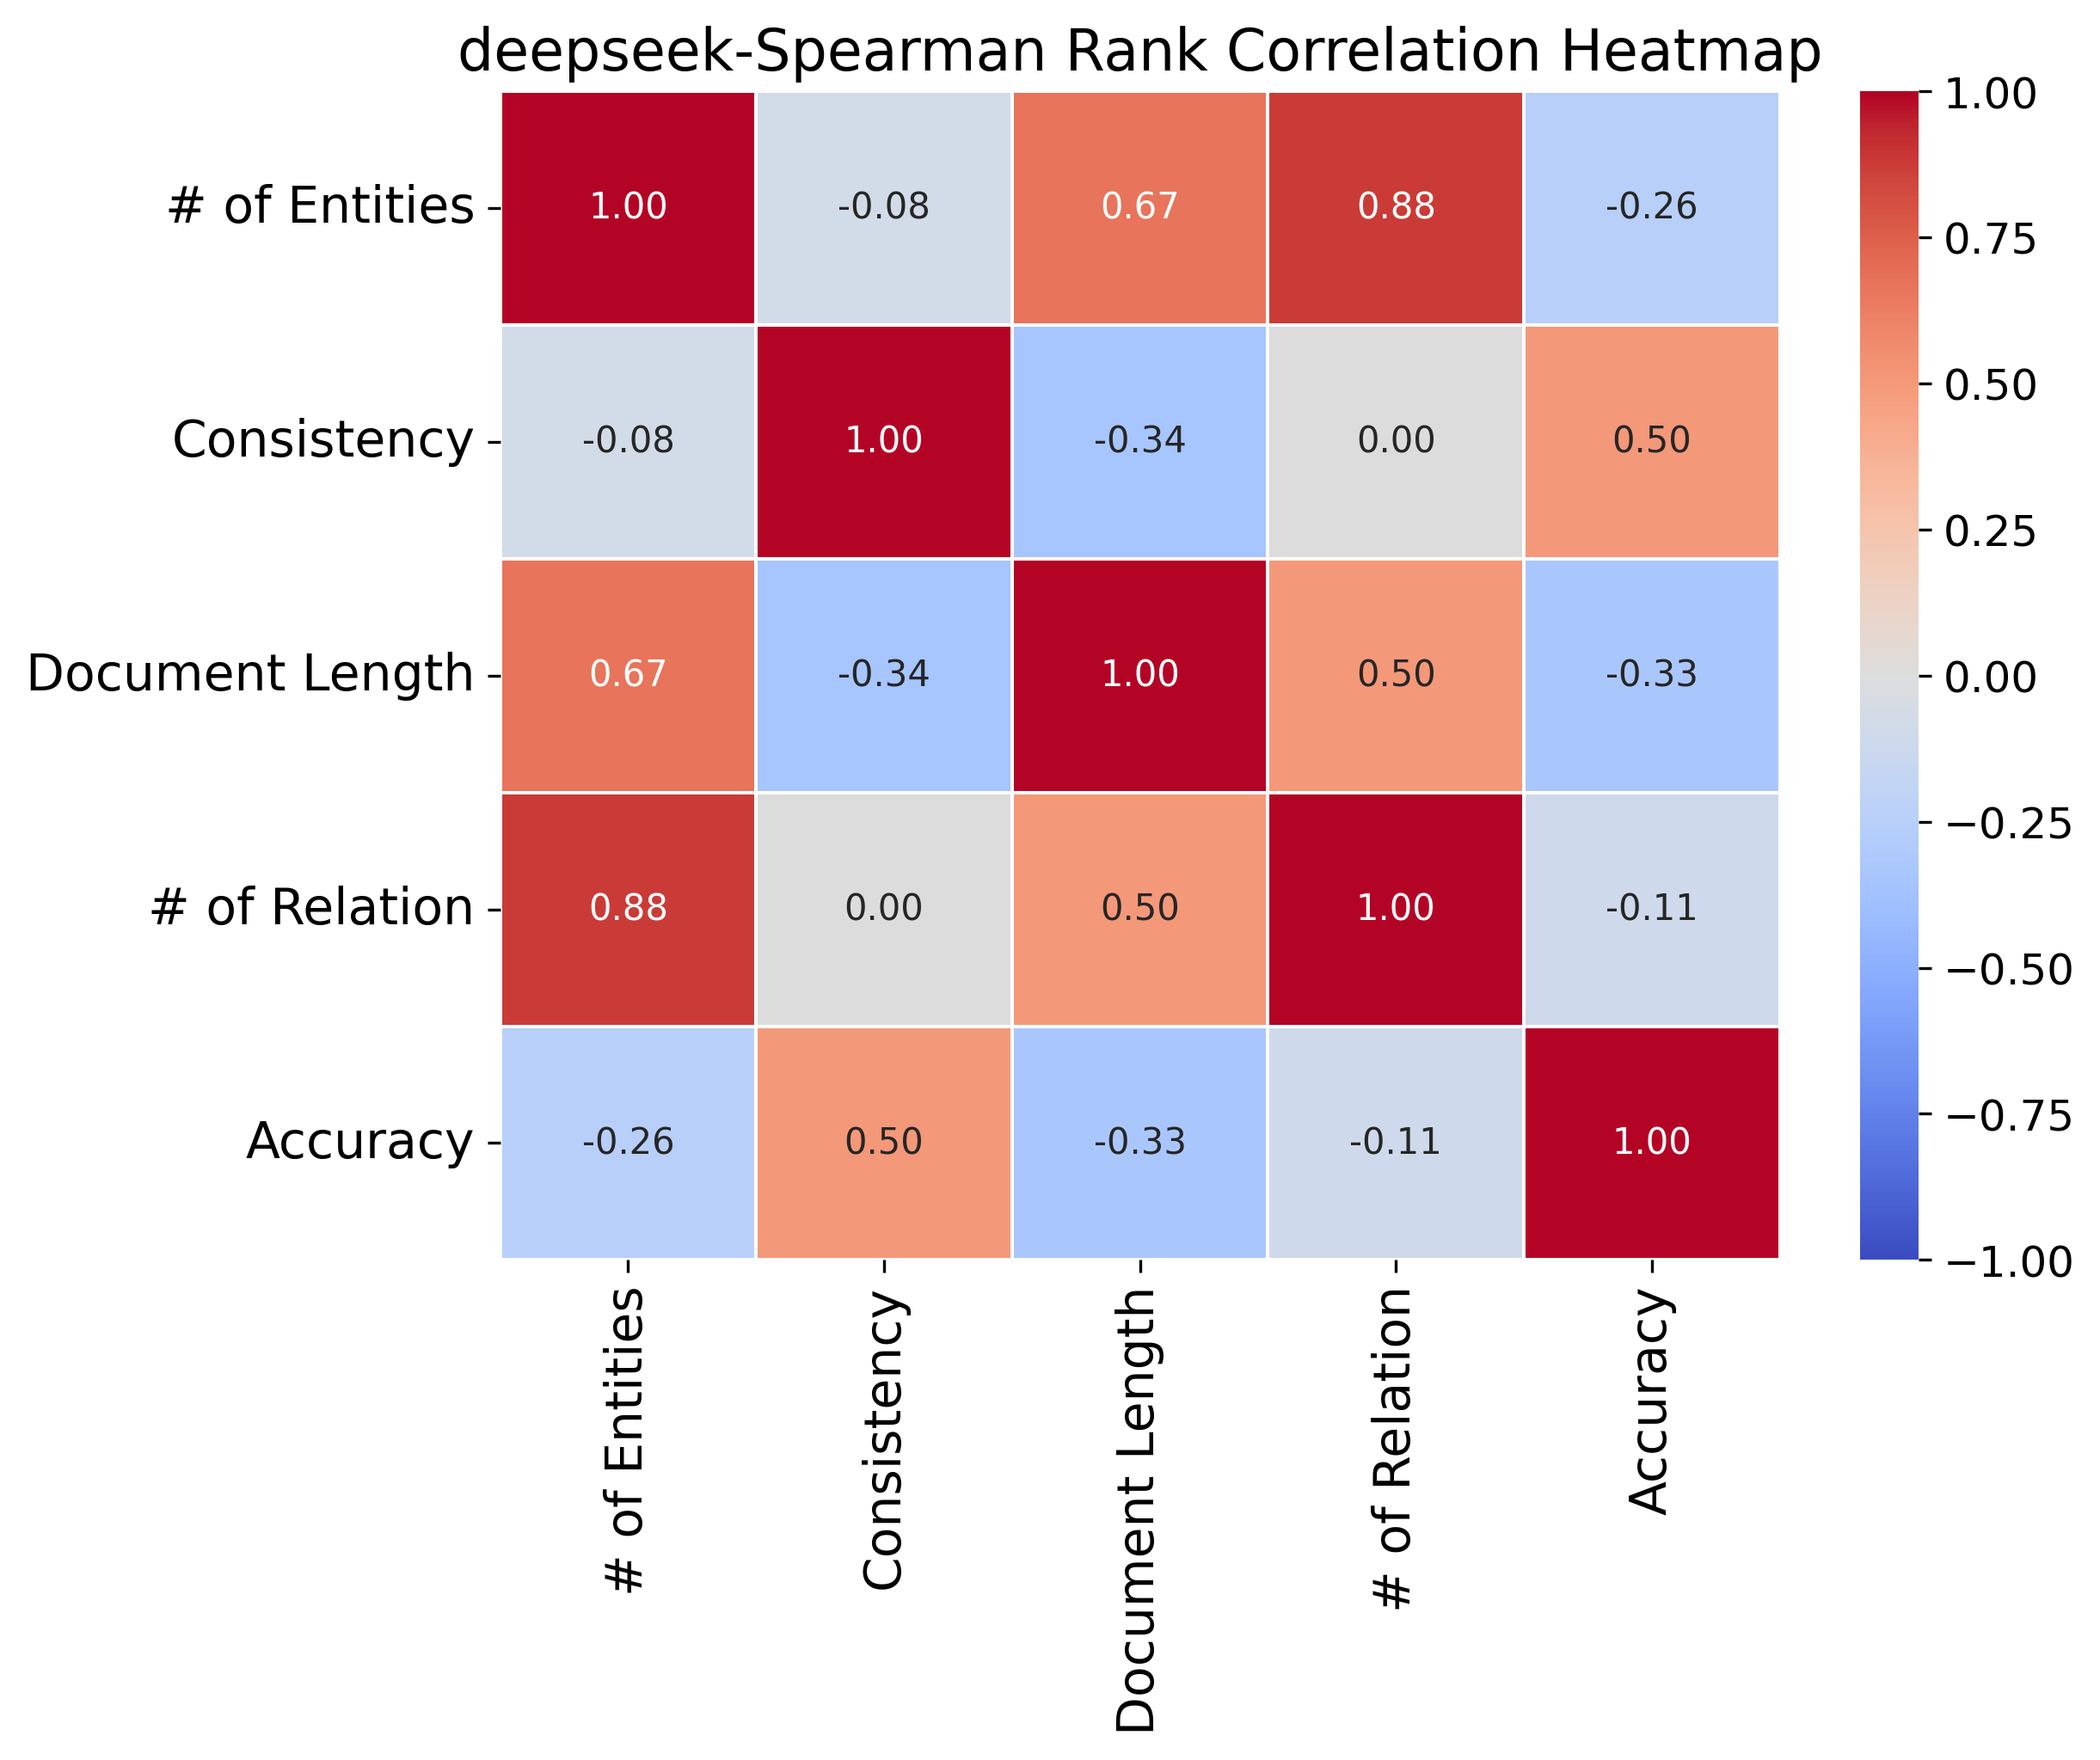 deepseek-Spearman Rank Correlation Heatmap
# of Entities 1.00 -0.08 0.67 0.88 -0.26
Consistency -0.08 1.00 -0.34 0.00 0.50
Document Length 0.67 -0.34 1.00 0.50 -0.33
# of Relation 0.88 0.00 0.50 1.00 -0.11
Accuracy -0.26 0.50 -0.33 -0.11 1.00
# of Entities
Consistency
Document Length
# of Relation
Accuracy
1.00
0.75
0.50
0.25
0.00
−0.25
−0.50
−0.75
−1.00